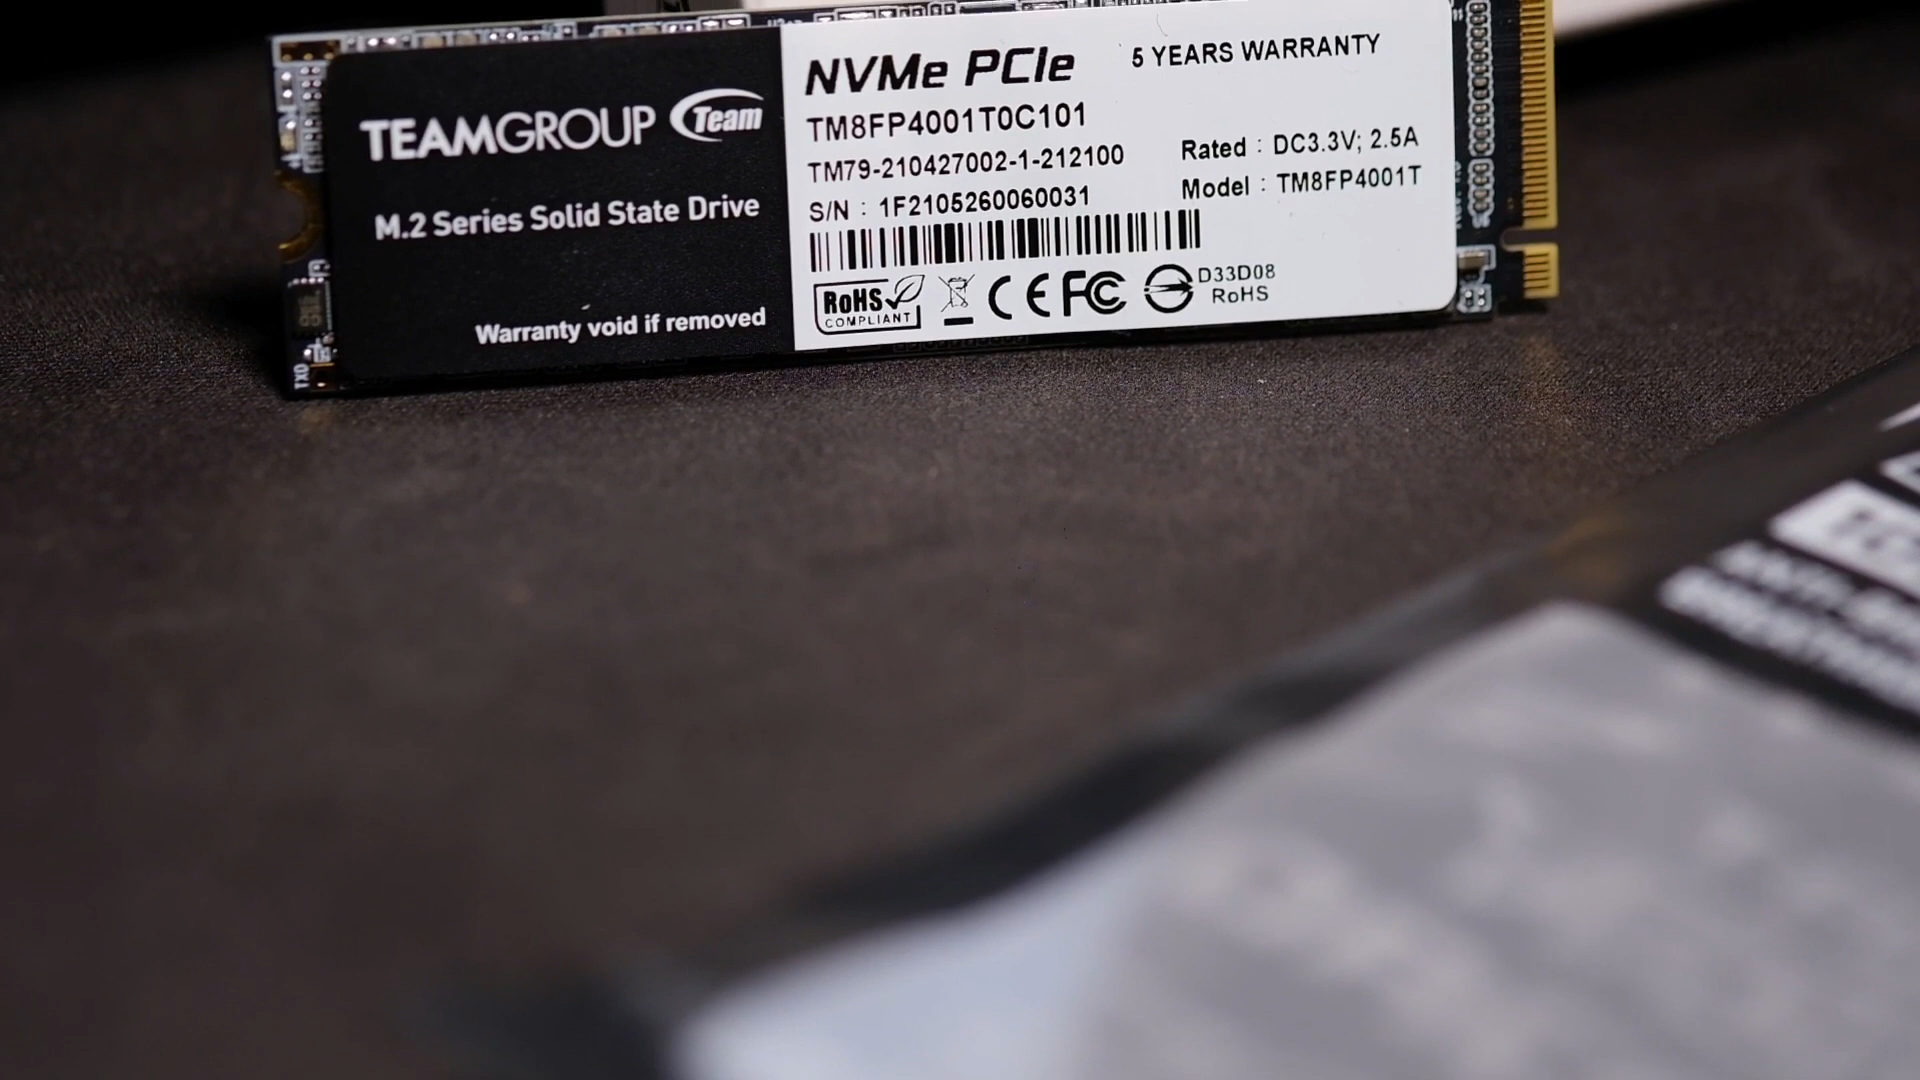 TEAMGROUP Team
M.2 Series Solid State Drive
Warranty void if removed
NVMe PCIe
5 YEARS WARRANTY
TM8FP4001T0C101
TM79-210427002-1-212100
S/N : 1F2105260060031
Rated : DC3.3V; 2.5A
Model : TM8FP4001T
RoHS
COMPLIANT
CE FC
D33D08
RoHS
TXD